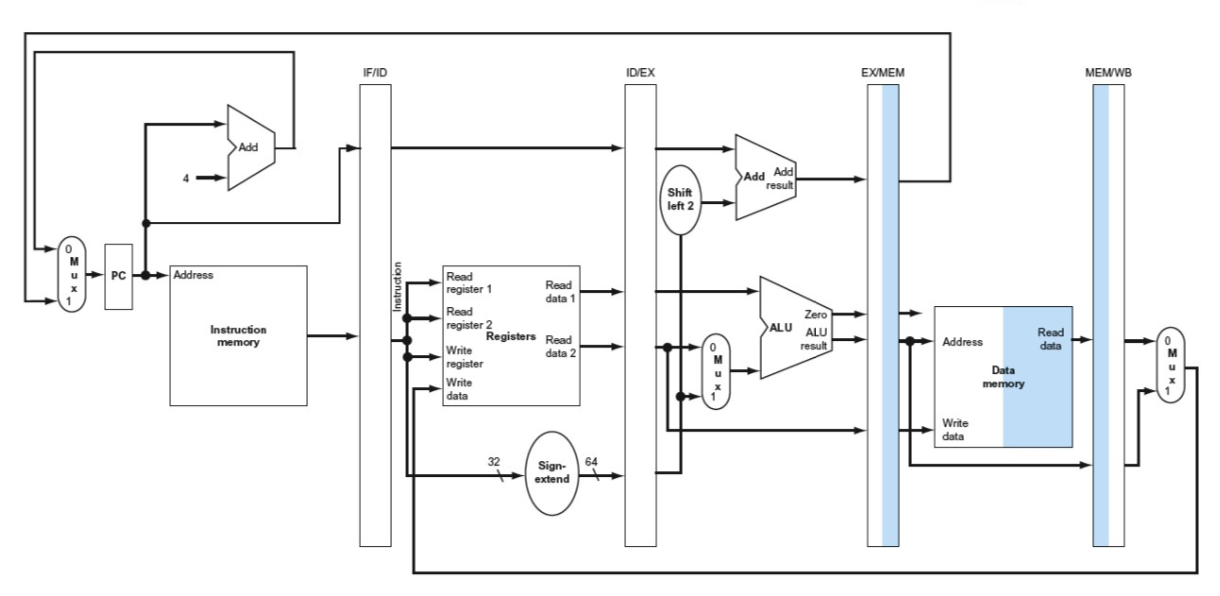 IF/ID
ID/EX
EX/MEM
MEM/WB
Add
4
Shift
left 2
Add
Add
result
0
M
u
x
1
PC
Address
Instruction
memory
Instruction
Read
register 1
Read
register 2
Write
register
Write
data
Registers
Read
data 1
Read
data 2
0
M
u
x
1
Zero
ALU
ALU
result
Address
Read
data
Data
memory
Write
data
0
M
u
x
1
32
Sign-
extend
64